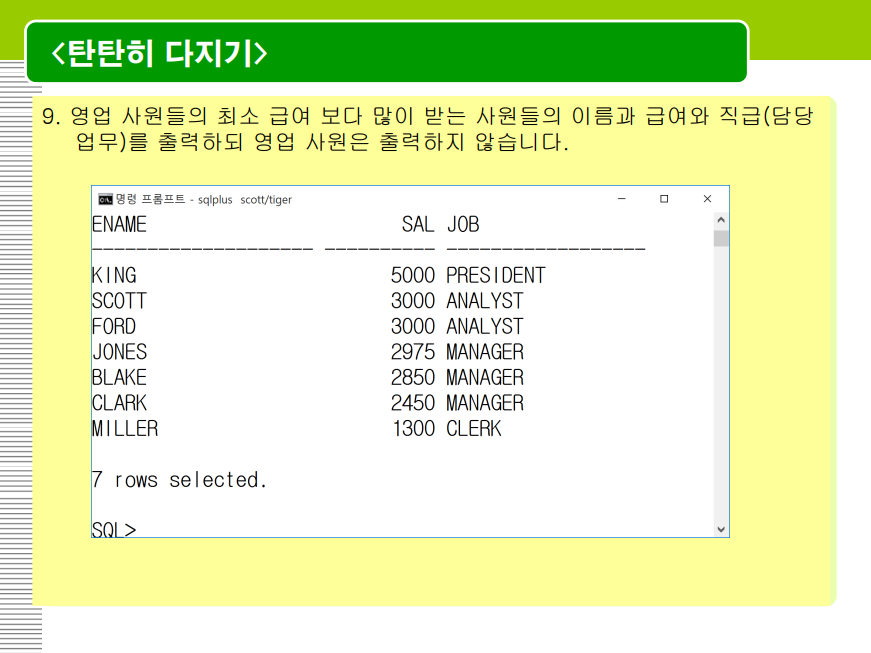 <탄탄히 다지기>
9. 영업 사원들의 최소 급여 보다 많이 받는 사원들의 이름과 급여와 직급(담당
업무)를 출력하되 영업 사원은 출력하지 않습니다.
명령 프롬프트 - sqlplus scott/tiger
ENAME SAL JOB
-------------------- ---------- ------------------
KING 5000 PRESIDENT
SCOTT 3000 ANALYST
FORD 3000 ANALYST
JONES 2975 MANAGER
BLAKE 2850 MANAGER
CLARK 2450 MANAGER
MILLER 1300 CLERK
7 rows selected.
SQL>